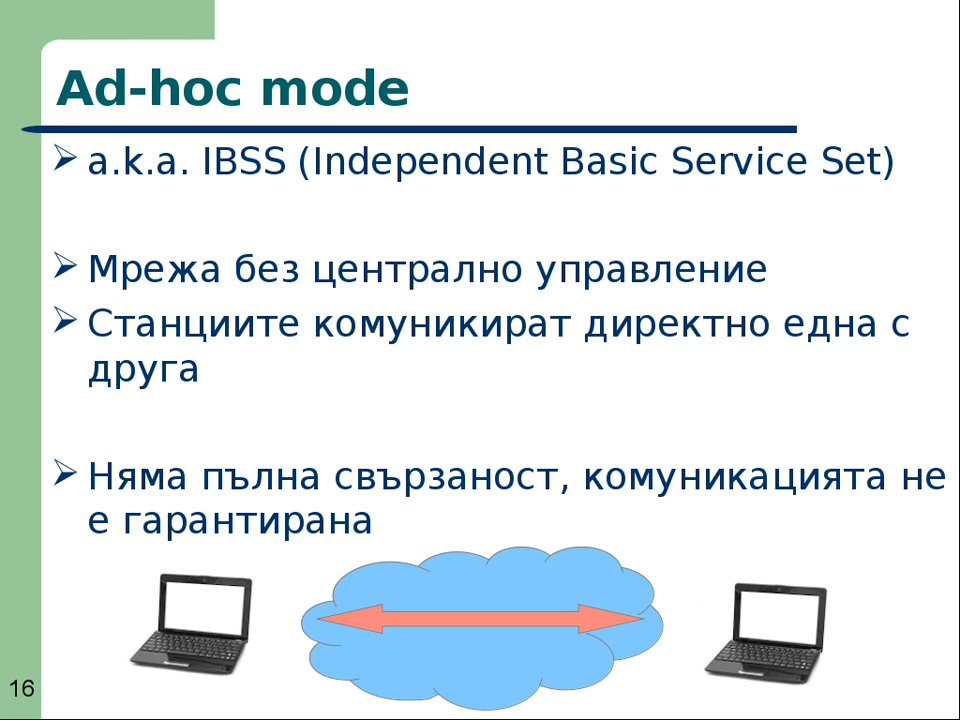 Ad-hoc mode
a.k.a. IBSS (Independent Basic Service Set)
Мрежа без централно управление
Станциите комуникират директно една с
друга
Няма пълна свързаност, комуникацията не
е гарантирана
16